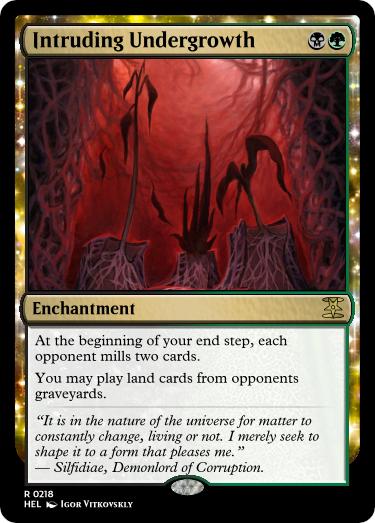 Intruding Undergrowth
Enchantment
At the beginning of your end step, each
opponent mills two cards.
You may play land cards from opponents
graveyards.
“It is in the nature of the universe for matter to
constantly change, living or not. I merely seek to
shape it to a form that pleases me.”
— Silfidiae, Demonlord of Corruption.
R 0218
HEL Igor Vitkovskly